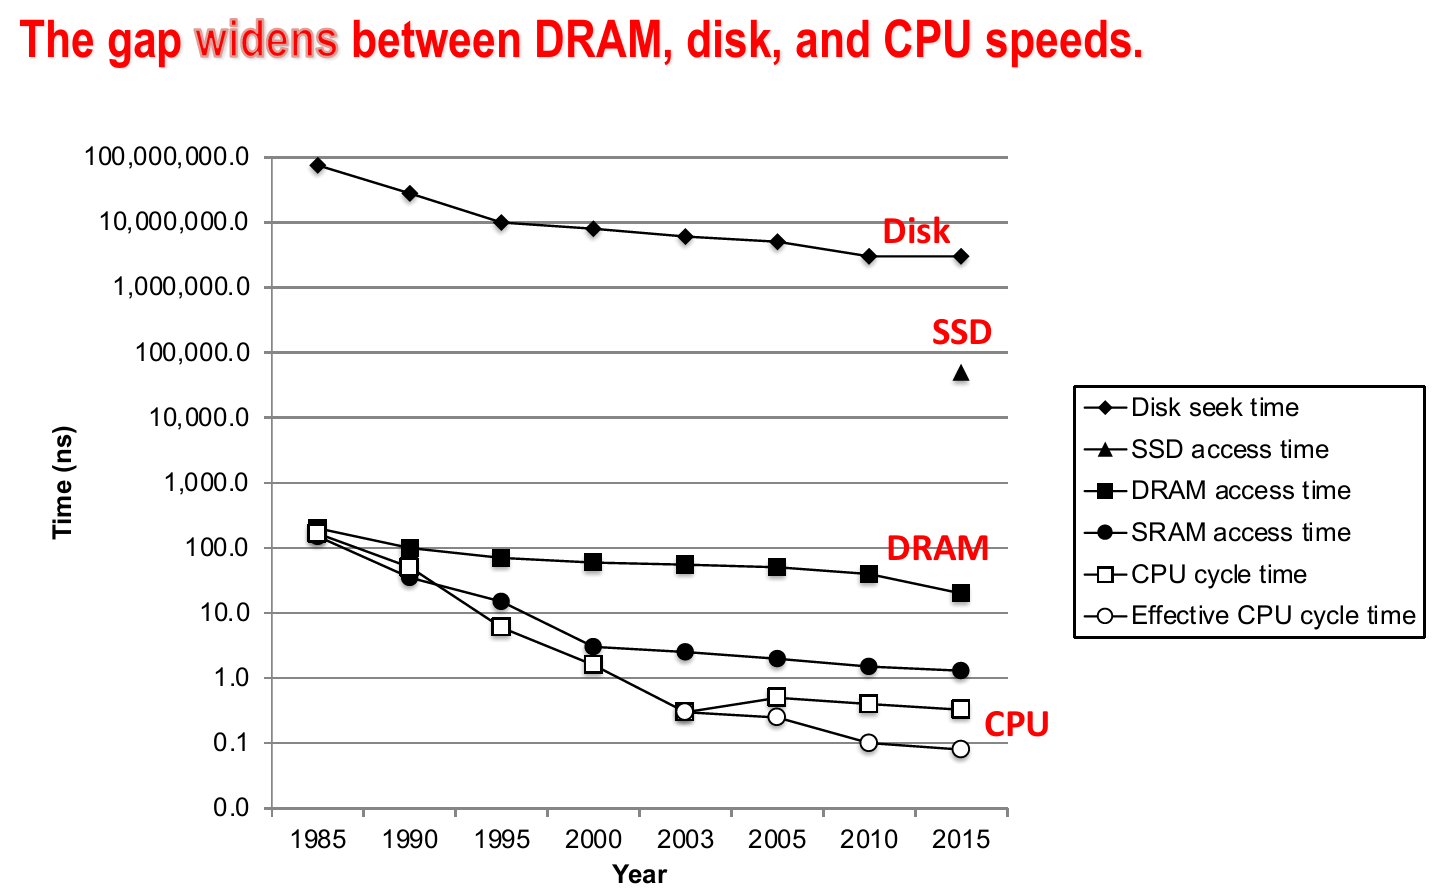 The gap widens between DRAM, disk, and CPU speeds.
100,000,000.0
10,000,000.0
1,000,000.0
100,000.0
10,000.0
1,000.0
100.0
10.0
1.0
0.1
0.0
Time (ns)
Disk
SSD
DRAM
CPU
1985 1990 1995 2000 2003 2005 2010 2015
Year
Disk seek time
SSD access time
DRAM access time
SRAM access time
CPU cycle time
Effective CPU cycle time